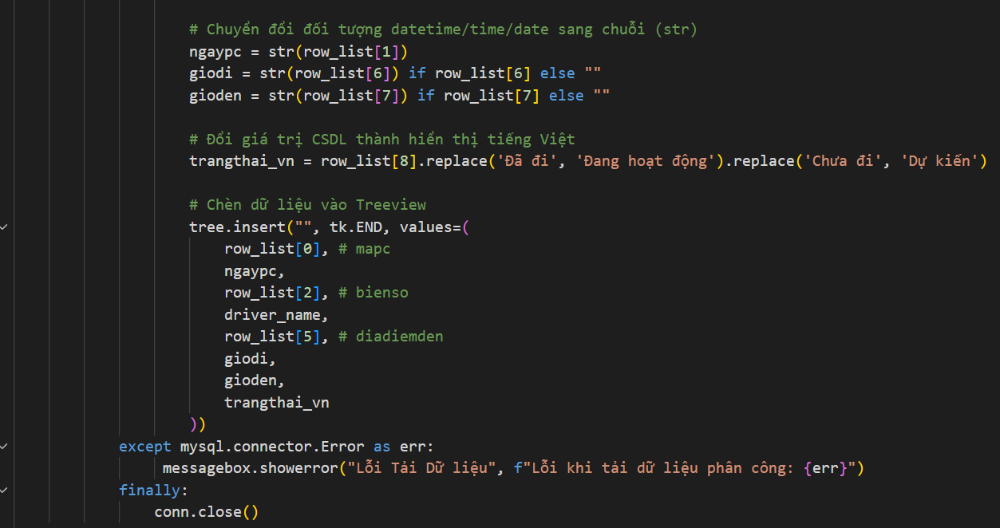 # Chuyển đổi đối tượng datetime/time/date sang chuỗi (str)
ngaypc = str(row_list[1])
giodi = str(row_list[6]) if row_list[6] else ""
gioden = str(row_list[7]) if row_list[7] else ""
# Đổi giá trị CSDL thành hiển thị tiếng Việt
trangthai_vn = row_list[8].replace('Đã đi', 'Đang hoạt động').replace('Chưa đi', 'Dự kiến')
# Chèn dữ liệu vào Treeview
tree.insert("", tk.END, values=(
row_list[0], # mapc
ngaypc,
row_list[2], # bienso
driver_name,
row_list[5], # diadiemden
giodi,
gioden,
trangthai_vn
))
except mysql.connector.Error as err:
messagebox.showerror("Lỗi Tải Dữ liệu", f"Lỗi khi tải dữ liệu phân công: {err}")
finally:
conn.close()